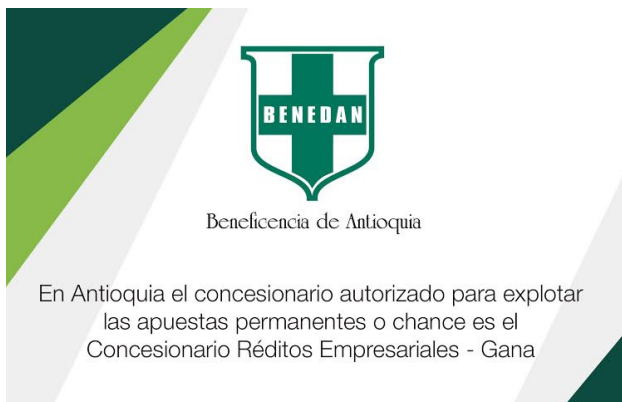 BENEDAN
Beneficencia de Antioquia
En Antioquia el concesionario autorizado para explotar
las apuestas permanentes o chance es el
Concesionario Réditos Empresariales - Gana